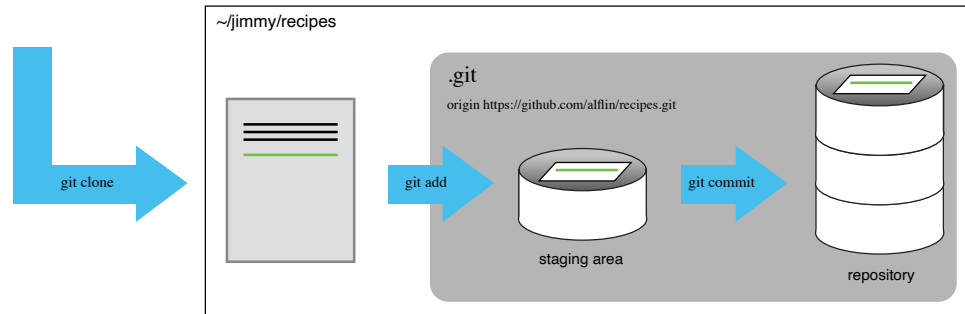 ~/jimmy/recipes
.git
origin https://github.com/alflin/recipes.git
git clone
git add
git commit
staging area
repository